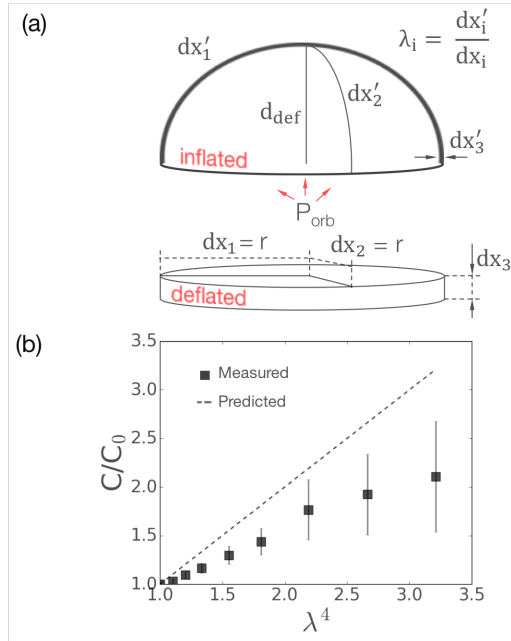 (a)
λᵢ = dx′ᵢ / dxᵢ
dx′₁
dx′₂
d_def
dx′₃
inflated
P_orb
dx₁ = r
dx₂ = r
dx₃
deflated
(b)
3.5
3.0
2.5
2.0
1.5
1.0
C/C₀
Measured
Predicted
1.0 1.5 2.0 2.5 3.0 3.5
λ⁴